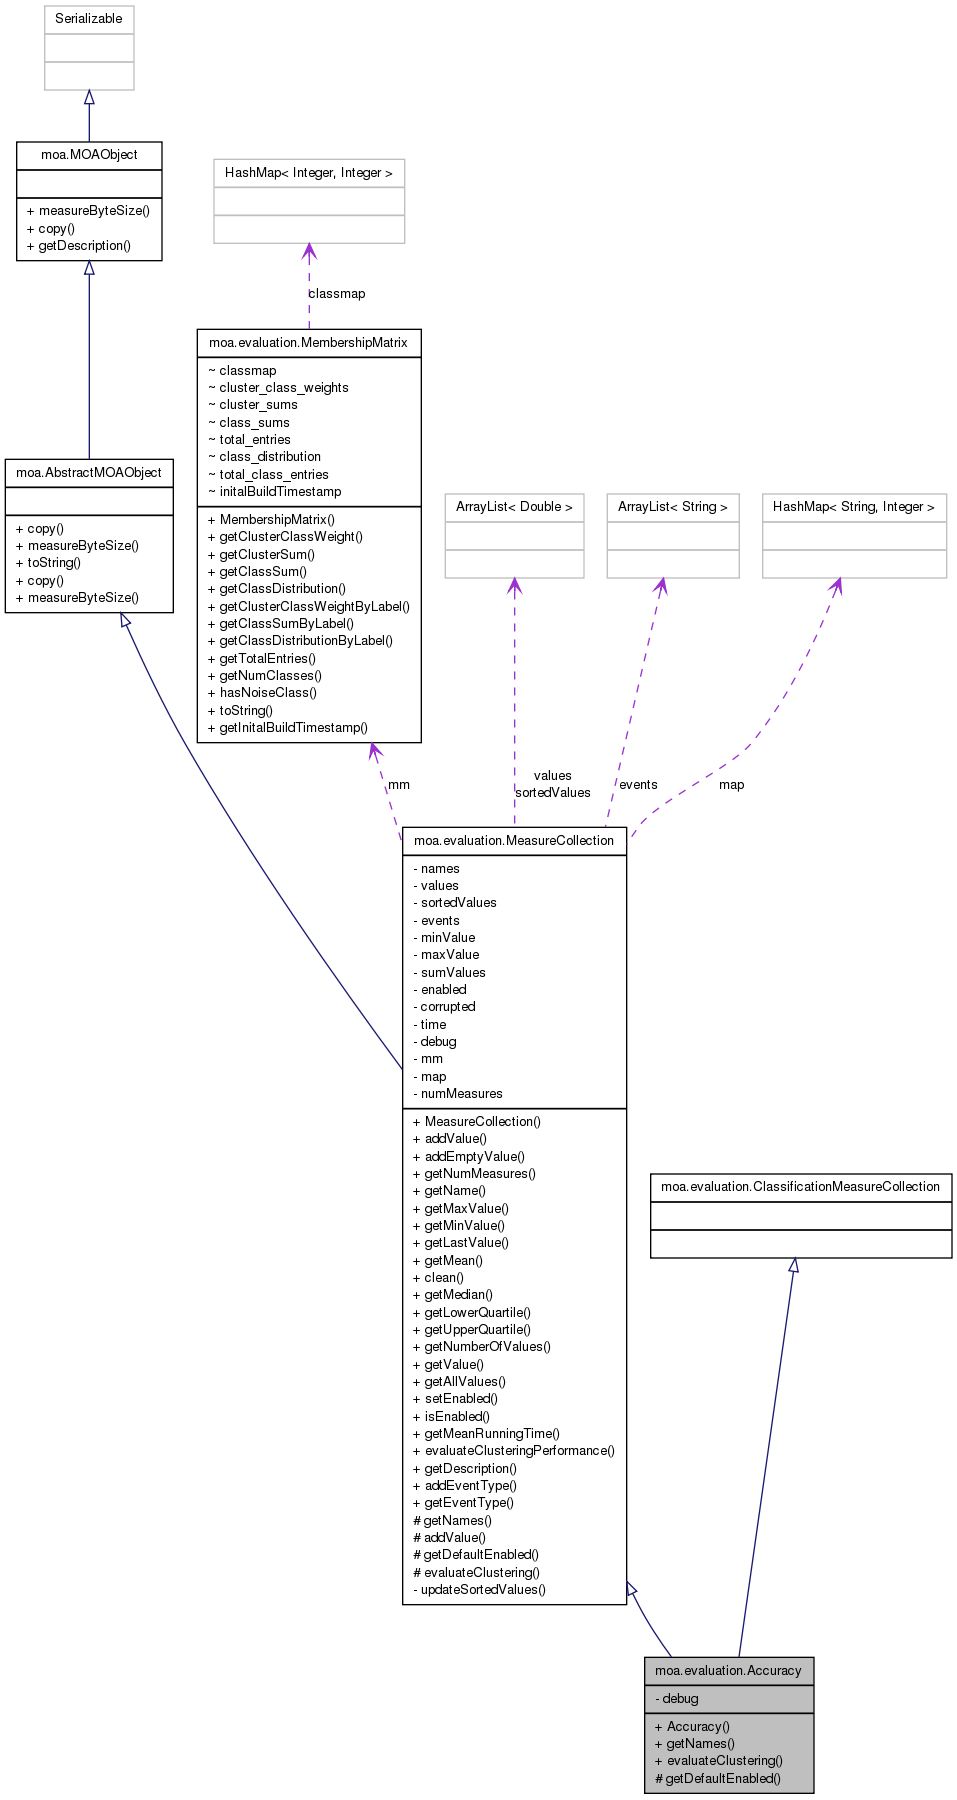 Serializable
moa.MOAObject
+ measureByteSize()
+ copy()
+ getDescription()
HashMap< Integer, Integer >
classmap
moa.evaluation.MembershipMatrix
~ classmap
~ cluster_class_weights
~ cluster_sums
~ class_sums
~ total_entries
~ class_distribution
~ total_class_entries
~ initalBuildTimestamp
+ MembershipMatrix()
+ getClusterClassWeight()
+ getClusterSum()
+ getClassSum()
+ getClassDistribution()
+ getClusterClassWeightByLabel()
+ getClassSumByLabel()
+ getClassDistributionByLabel()
+ getTotalEntries()
+ getNumClasses()
+ hasNoiseClass()
+ toString()
+ getInitalBuildTimestamp()
moa.AbstractMOAObject
+ copy()
+ measureByteSize()
+ toString()
+ copy()
+ measureByteSize()
ArrayList< Double >
ArrayList< String >
HashMap< String, Integer >
mm
values
sortedValues
events
map
moa.evaluation.MeasureCollection
- names
- values
- sortedValues
- events
- minValue
- maxValue
- sumValues
- enabled
- corrupted
- time
- debug
- mm
- map
- numMeasures
+ MeasureCollection()
+ addValue()
+ addEmptyValue()
+ getNumMeasures()
+ getName()
+ getMaxValue()
+ getMinValue()
+ getLastValue()
+ getMean()
+ clean()
+ getMedian()
+ getLowerQuartile()
+ getUpperQuartile()
+ getNumberOfValues()
+ getValue()
+ getAllValues()
+ setEnabled()
+ isEnabled()
+ getMeanRunningTime()
+ evaluateClusteringPerformance()
+ getDescription()
+ addEventType()
+ getEventType()
# getNames()
# addValue()
# getDefaultEnabled()
# evaluateClustering()
- updateSortedValues()
moa.evaluation.ClassificationMeasureCollection
moa.evaluation.Accuracy
- debug
+ Accuracy()
+ getNames()
+ evaluateClustering()
# getDefaultEnabled()